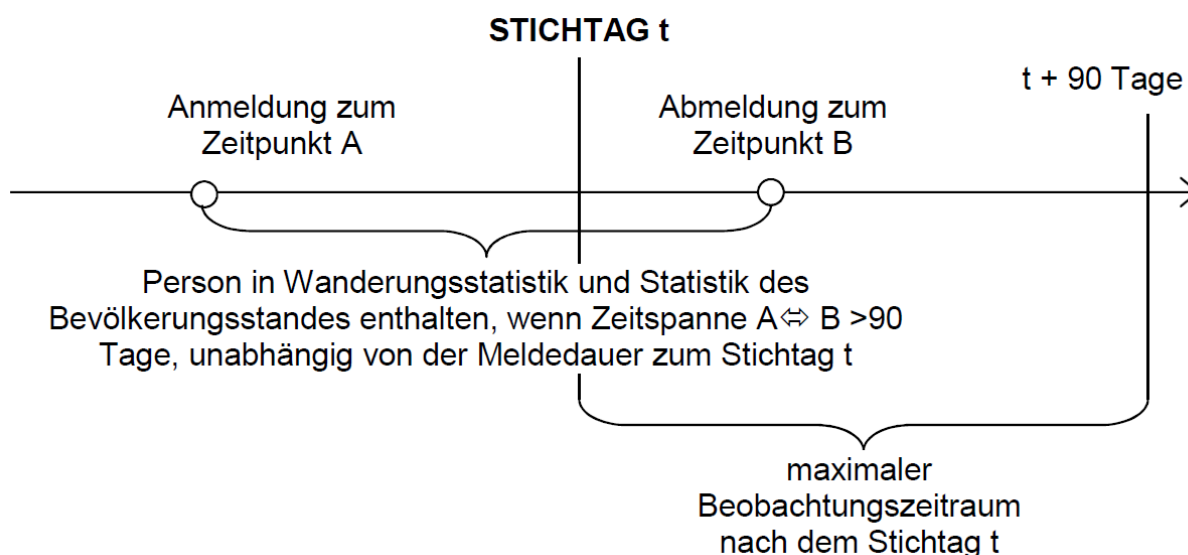 STICHTAG t
t + 90 Tage
Anmeldung zum
Zeitpunkt A
Abmeldung zum
Zeitpunkt B
Person in Wanderungsstatistik und Statistik des
Bevölkerungsstandes enthalten, wenn Zeitspanne A⇔ B >90
Tage, unabhängig von der Meldedauer zum Stichtag t
maximaler
Beobachtungszeitraum
nach dem Stichtag t